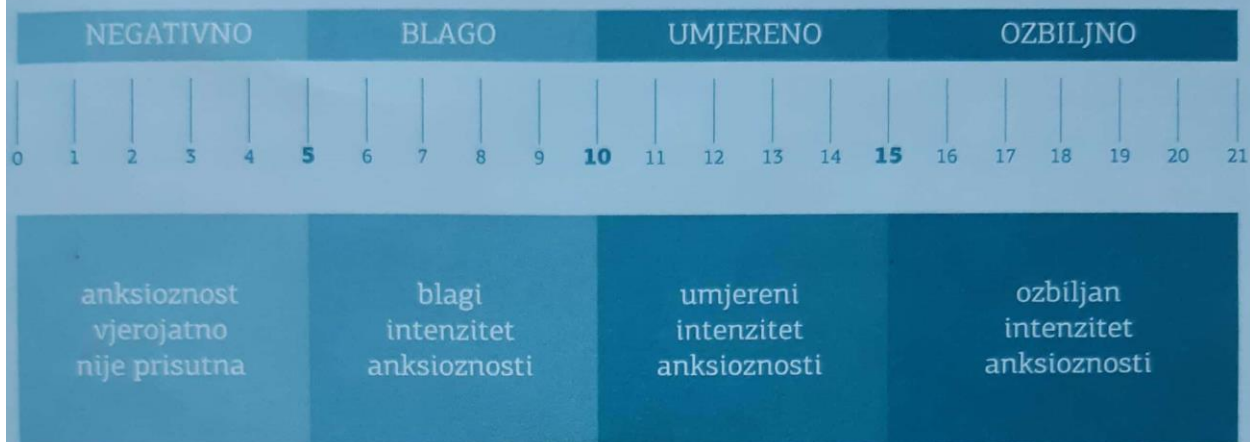 NEGATIVNO BLAGO UMJERENO OZBILJNO
0 1 2 3 4 5 6 7 8 9 10 11 12 13 14 15 16 17 18 19 20 21
anksioznost
vjerojatno
nije prisutna
blagi
intenzitet
anksioznosti
umjereni
intenzitet
anksioznosti
ozbiljan
intenzitet
anksioznosti